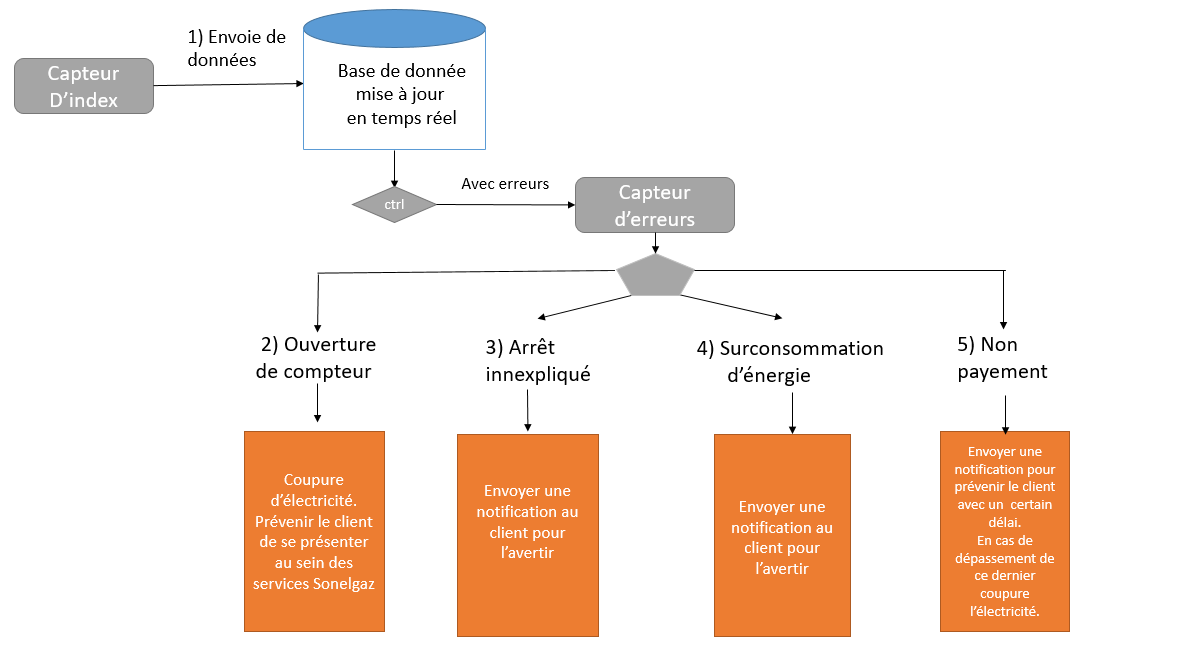 1) Envoie de
données
Capteur
D’index
Base de donnée
mise à jour
en temps réel
ctrl
Avec erreurs
Capteur
d’erreurs
2) Ouverture
de compteur
3) Arrêt
innexpliqué
4) Surconsommation
d’énergie
5) Non
payement
Coupure
d’électricité.
Prévenir le client
de se présenter
au sein des
services Sonelgaz
Envoyer une
notification au
client pour
l’avertir
Envoyer une
notification au
client pour
l’avertir
Envoyer une
notification pour
prévenir le client
avec un certain
délai.
En cas de
dépassement de
ce dernier
coupure
l’électricité.